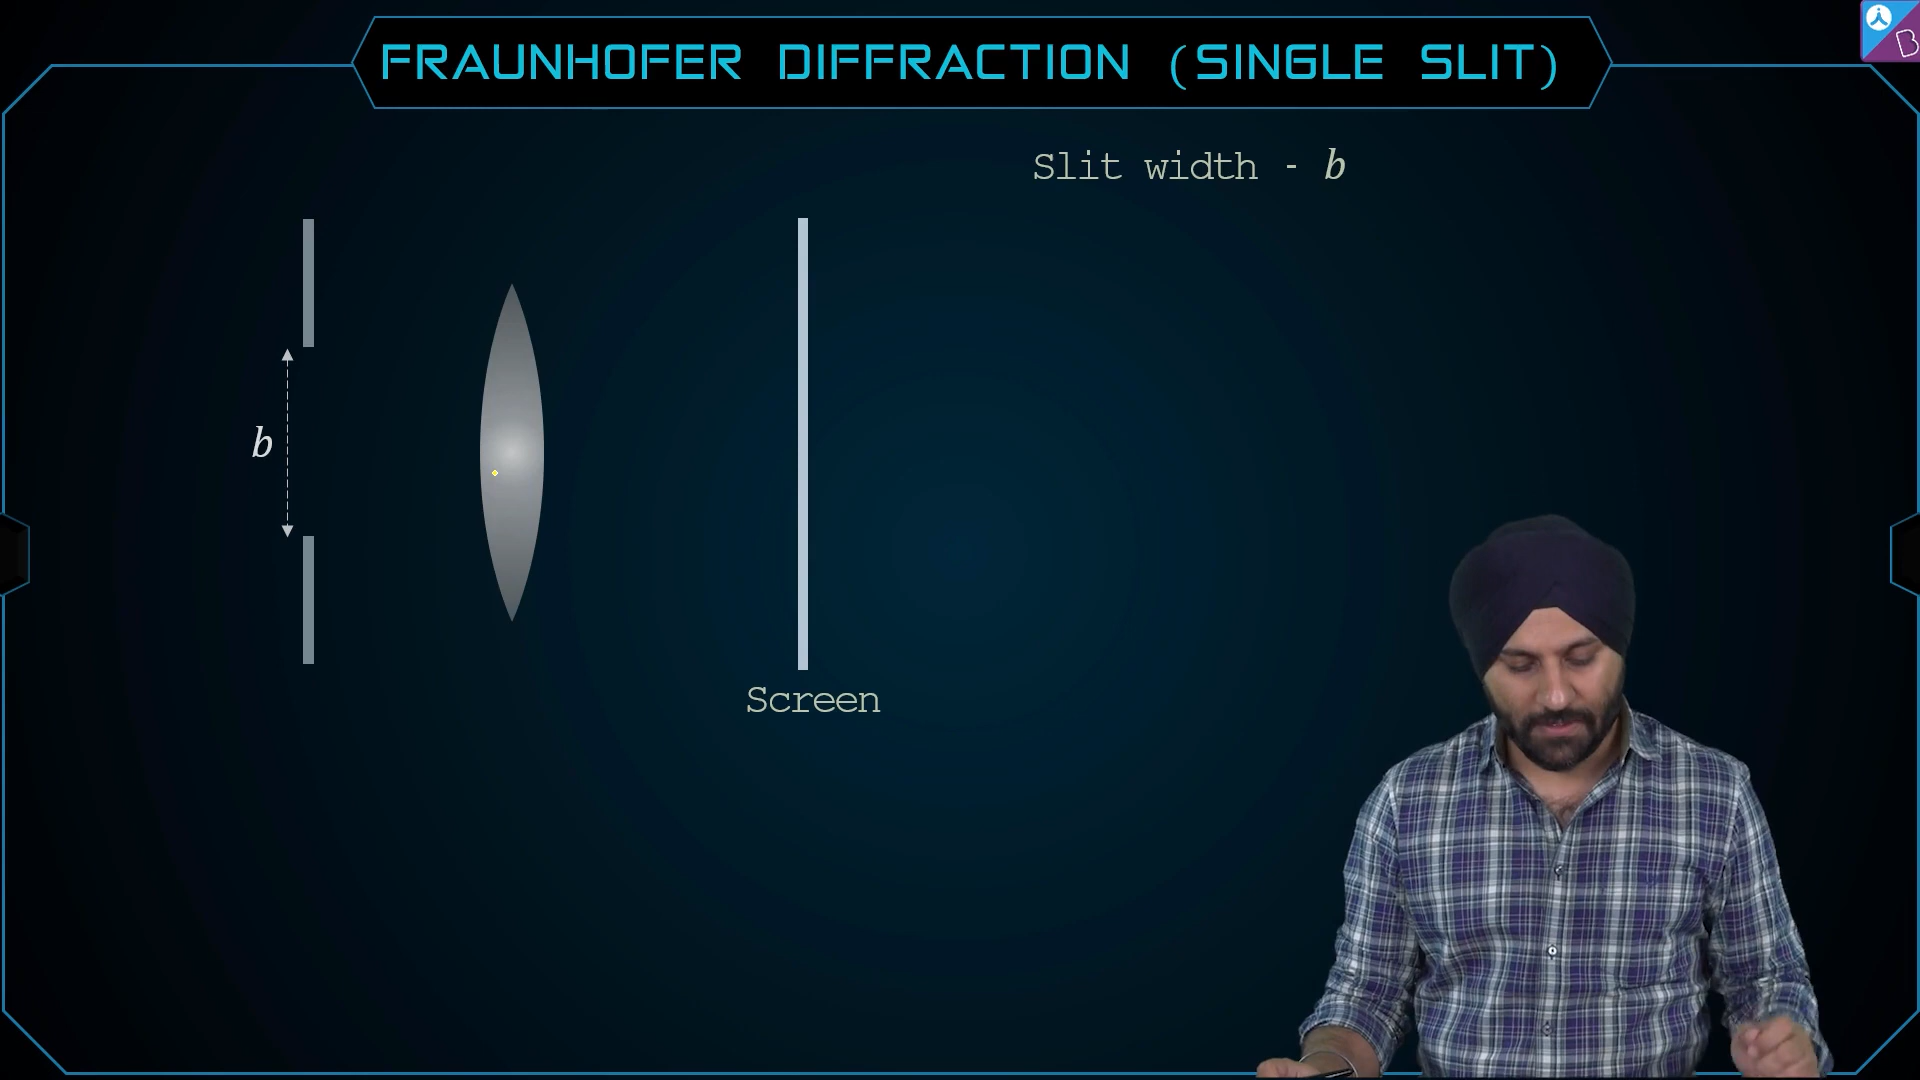 FRAUNHOFER DIFFRACTION (SINGLE SLIT)
Slit width - b
b
Screen
B